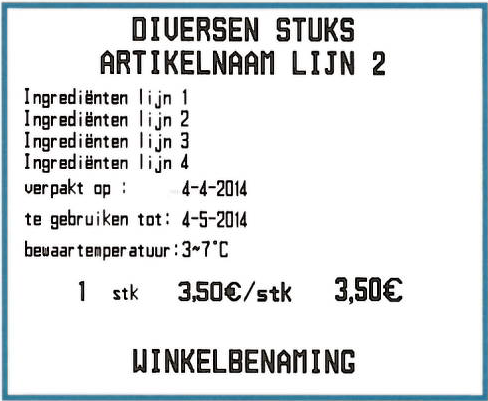 DIVERSEN STUKS
ARTIKELNAAM LIJN 2
Ingrediënten lijn 1
Ingrediënten lijn 2
Ingrediënten lijn 3
Ingrediënten lijn 4
verpakt op : 4-4-2014
te gebruiken tot: 4-5-2014
bewaartemperatuur:3~7°C
1 stk 3,50€/stk 3,50€
WINKELBENAMING